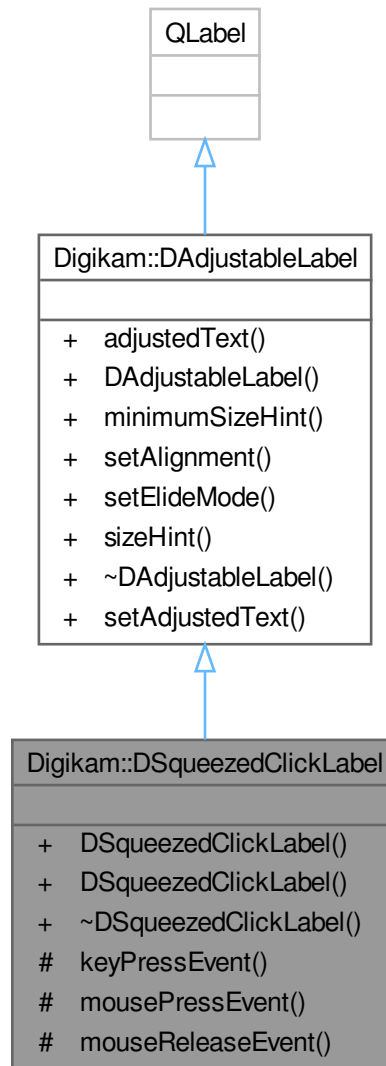 QLabel
Digikam::DAdjustableLabel
+ adjustedText()
+ DAdjustableLabel()
+ minimumSizeHint()
+ setAlignment()
+ setElideMode()
+ sizeHint()
+ ~DAdjustableLabel()
+ setAdjustedText()
Digikam::DSqueezedClickLabel
+ DSqueezedClickLabel()
+ DSqueezedClickLabel()
+ ~DSqueezedClickLabel()
# keyPressEvent()
# mousePressEvent()
# mouseReleaseEvent()